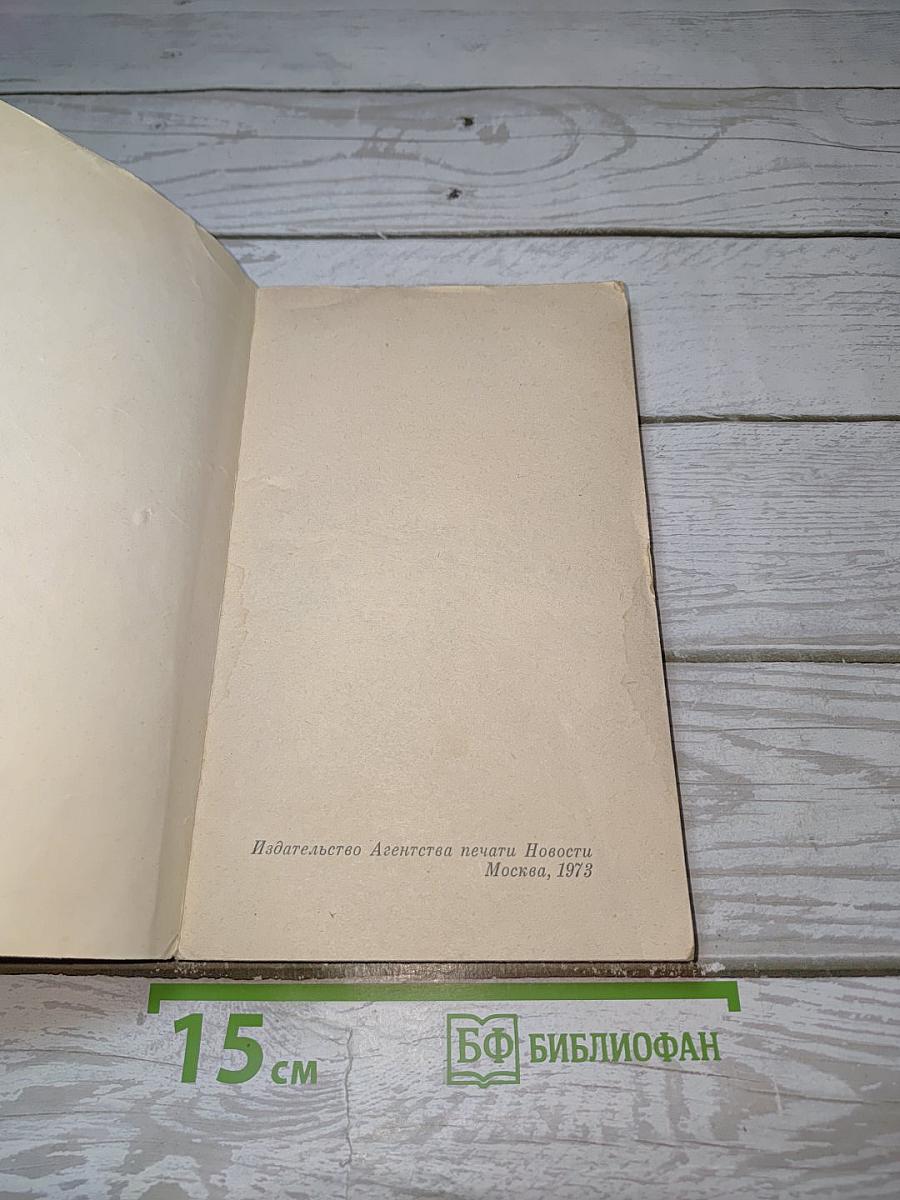 Издательство Агентства печати Новости
Москва, 1973
15 см
БФ БИБЛИОФАН